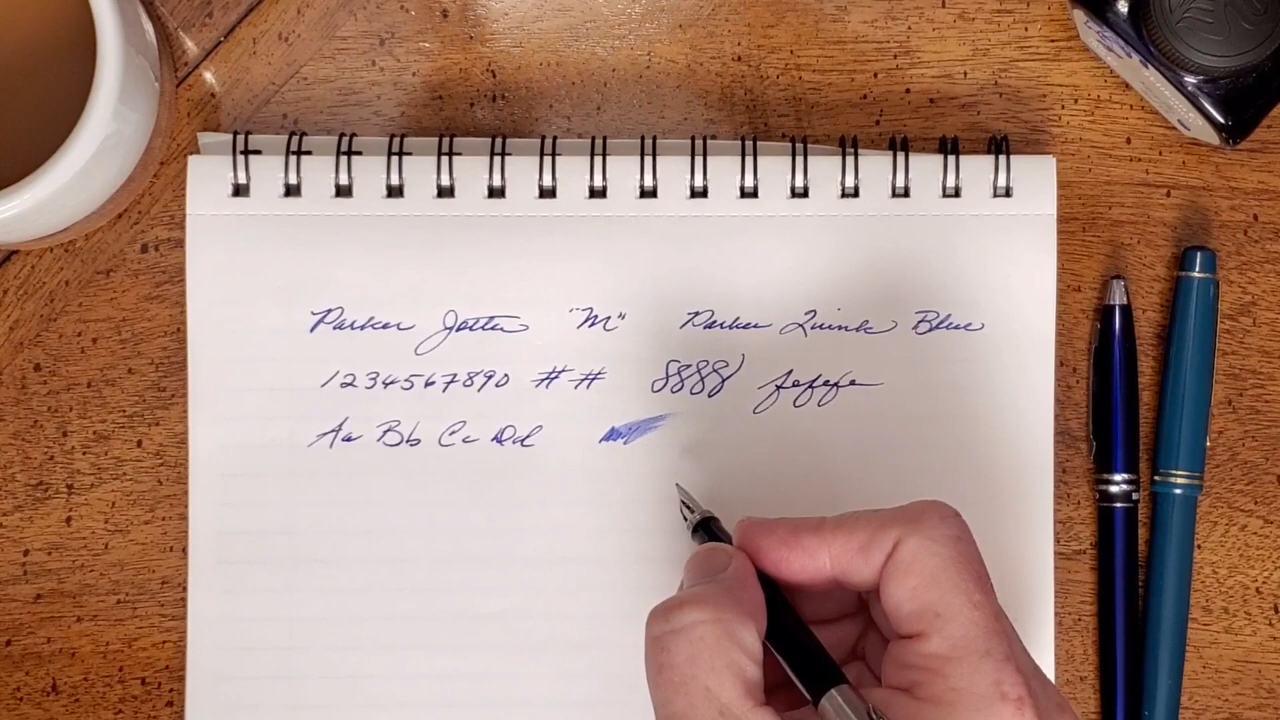 Parker Jotter "M" Parker Quink Blue
1234567890 ## 8888 fefefe
Aa Bb Cc Dd